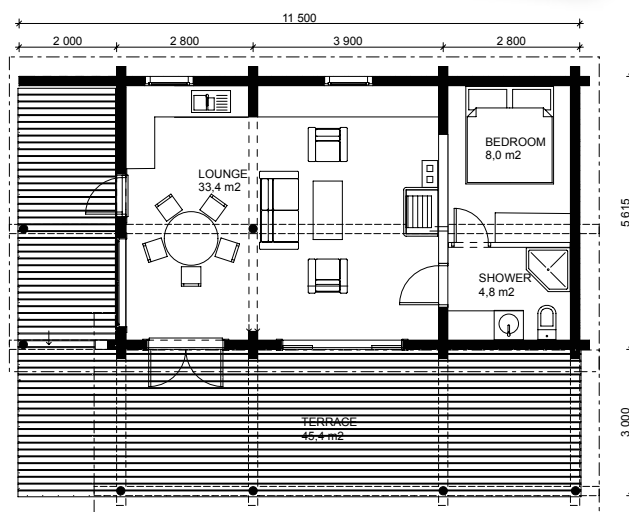 11 500
2 000
2 800
3 900
2 800
BEDROOM
8,0 m2
LOUNGE
33,4 m2
5 615
SHOWER
4,8 m2
TERRACE
45,4 m2
3 000